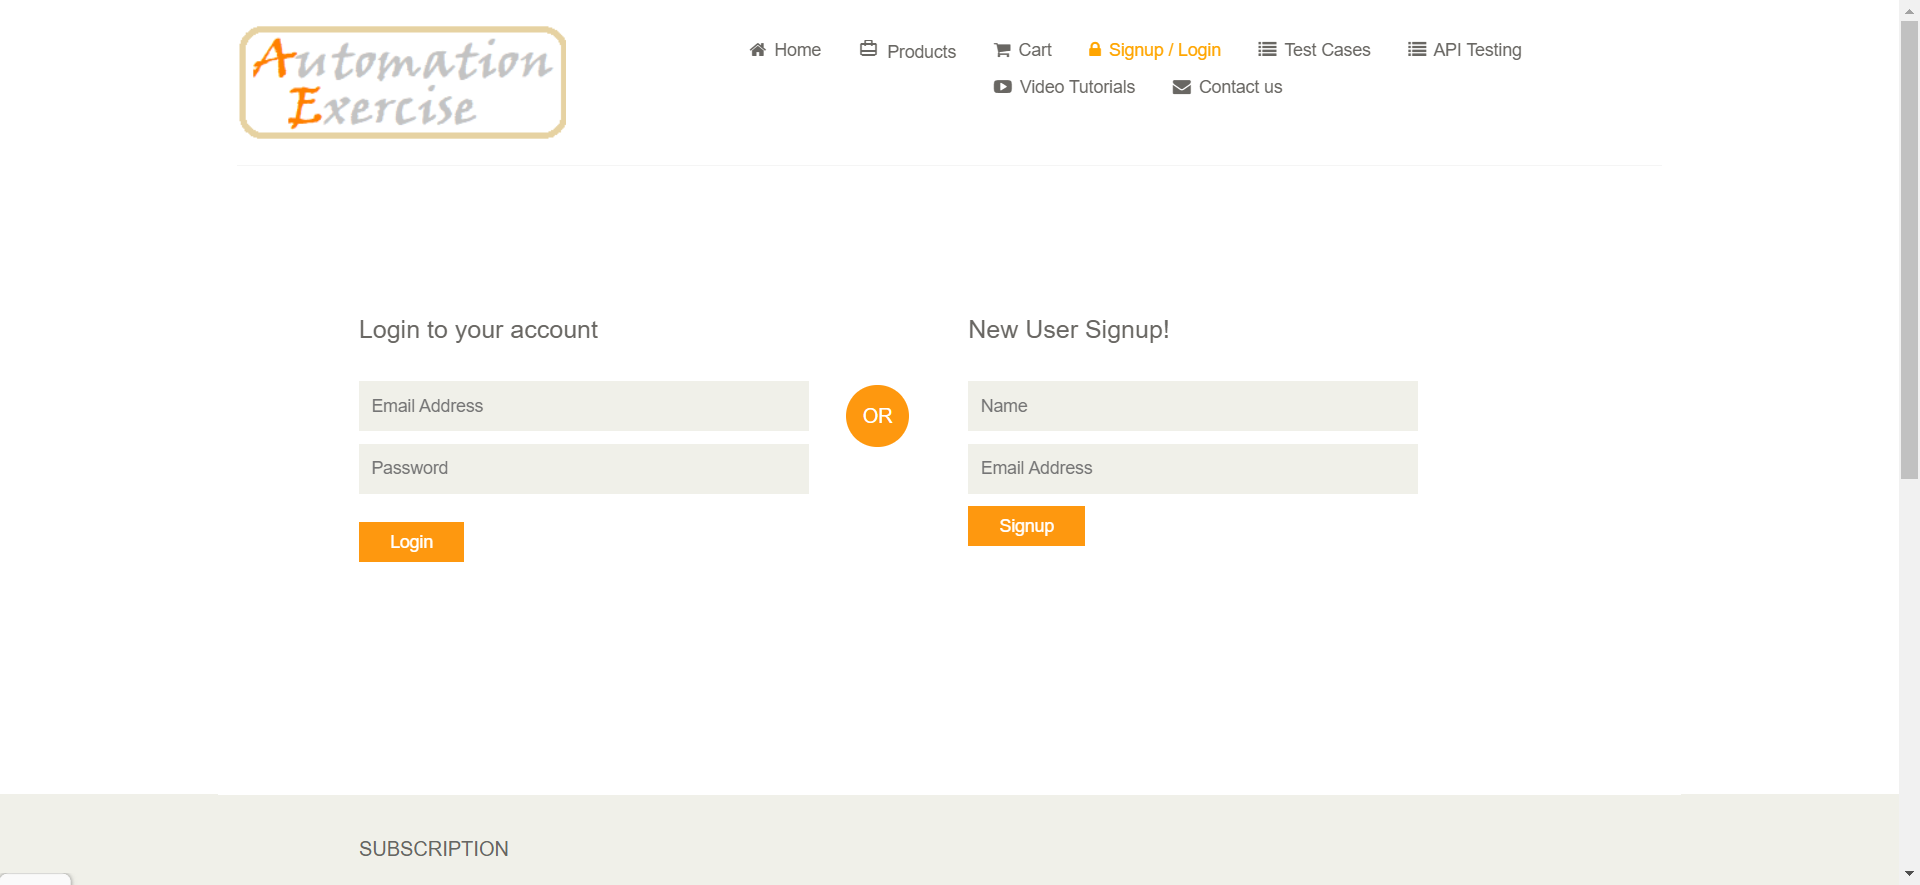 Automation
Exercise
Home
Products
Cart
Signup / Login
Test Cases
API Testing
Video Tutorials
Contact us
Login to your account
Email Address
Password
Login
OR
New User Signup!
Name
Email Address
Signup
SUBSCRIPTION